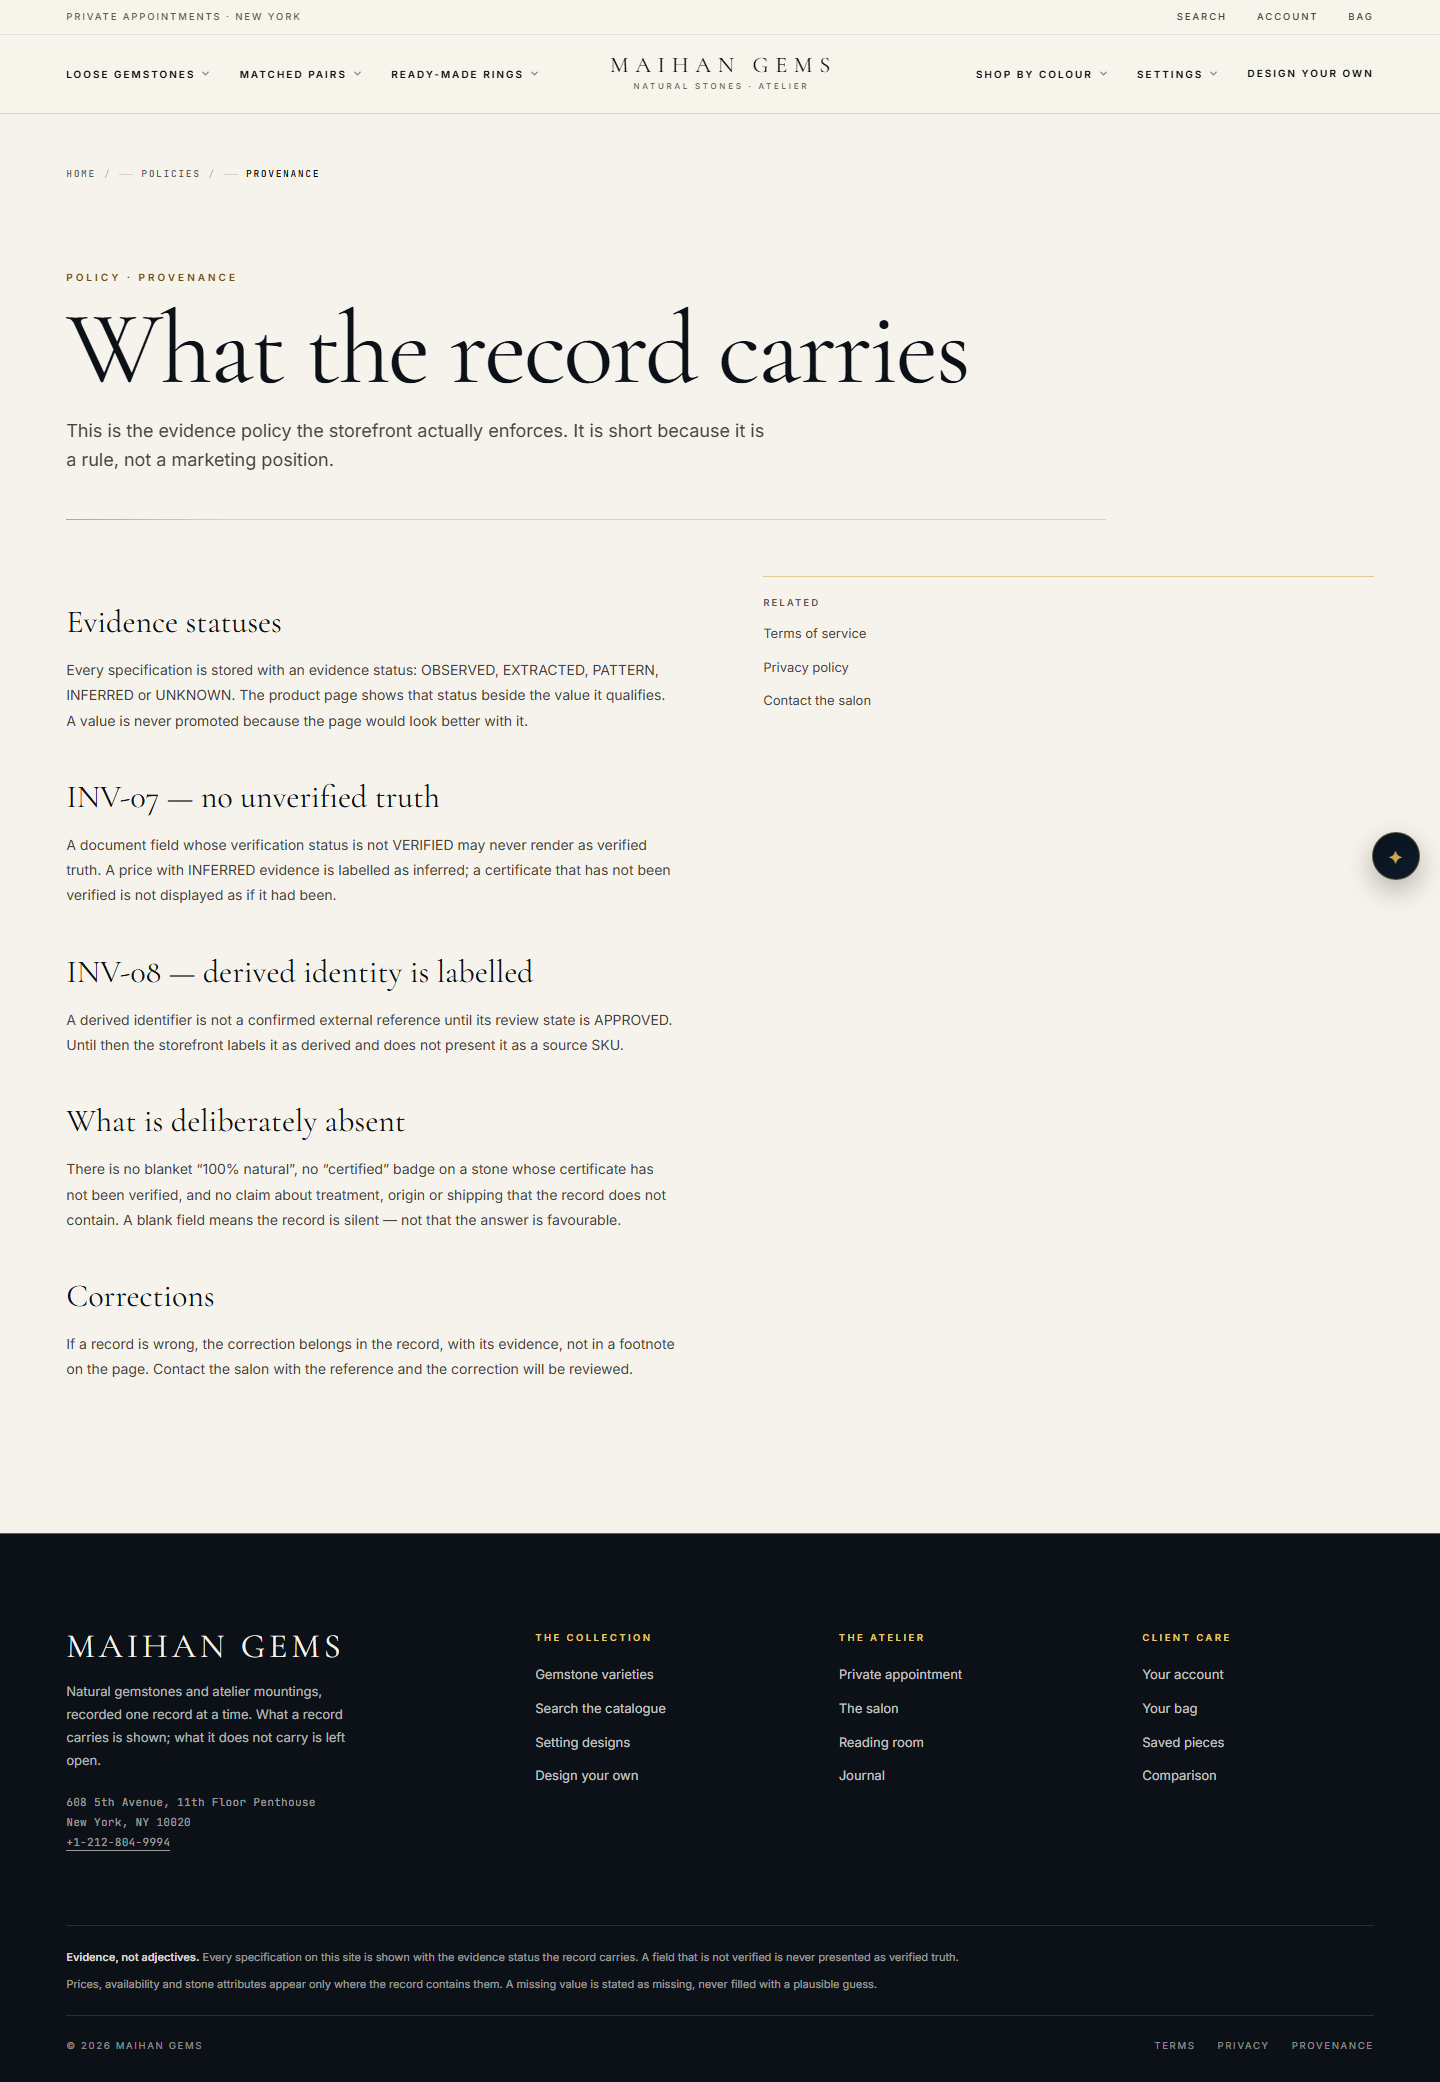 PRIVATE APPOINTMENTS · NEW YORK
SEARCH ACCOUNT BAG
LOOSE GEMSTONES MATCHED PAIRS READY-MADE RINGS
MAIHAN GEMS
NATURAL STONES · ATELIER
SHOP BY COLOUR SETTINGS DESIGN YOUR OWN
HOME / — POLICIES / — PROVENANCE
POLICY · PROVENANCE
What the record carries
This is the evidence policy the storefront actually enforces. It is short because it is
a rule, not a marketing position.
Evidence statuses
Every specification is stored with an evidence status: OBSERVED, EXTRACTED, PATTERN,
INFERRED or UNKNOWN. The product page shows that status beside the value it qualifies.
A value is never promoted because the page would look better with it.
INV-07 — no unverified truth
A document field whose verification status is not VERIFIED may never render as verified
truth. A price with INFERRED evidence is labelled as inferred; a certificate that has not been
verified is not displayed as if it had been.
INV-08 — derived identity is labelled
A derived identifier is not a confirmed external reference until its review state is APPROVED.
Until then the storefront labels it as derived and does not present it as a source SKU.
What is deliberately absent
There is no blanket “100% natural”, no “certified” badge on a stone whose certificate has
not been verified, and no claim about treatment, origin or shipping that the record does not
contain. A blank field means the record is silent — not that the answer is favourable.
Corrections
If a record is wrong, the correction belongs in the record, with its evidence, not in a footnote
on the page. Contact the salon with the reference and the correction will be reviewed.
RELATED
Terms of service
Privacy policy
Contact the salon
MAIHAN GEMS
Natural gemstones and atelier mountings,
recorded one record at a time. What a record
carries is shown; what it does not carry is left
open.
608 5th Avenue, 11th Floor Penthouse
New York, NY 10020
+1-212-804-9994
THE COLLECTION
Gemstone varieties
Search the catalogue
Setting designs
Design your own
THE ATELIER
Private appointment
The salon
Reading room
Journal
CLIENT CARE
Your account
Your bag
Saved pieces
Comparison
Evidence, not adjectives. Every specification on this site is shown with the evidence status the record carries. A field that is not verified is never presented as verified truth.
Prices, availability and stone attributes appear only where the record contains them. A missing value is stated as missing, never filled with a plausible guess.
© 2026 MAIHAN GEMS
TERMS PRIVACY PROVENANCE